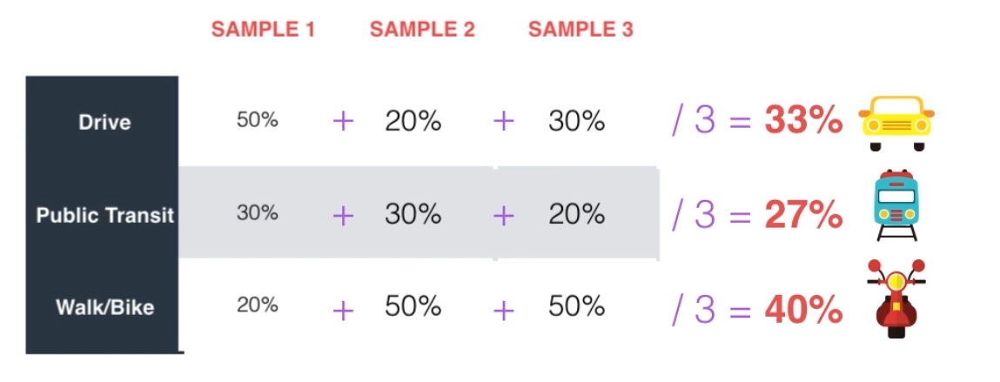 SAMPLE 1 SAMPLE 2 SAMPLE 3
Drive 50% + 20% + 30% / 3 = 33%
Public Transit 30% + 30% + 20% / 3 = 27%
Walk/Bike 20% + 50% + 50% / 3 = 40%